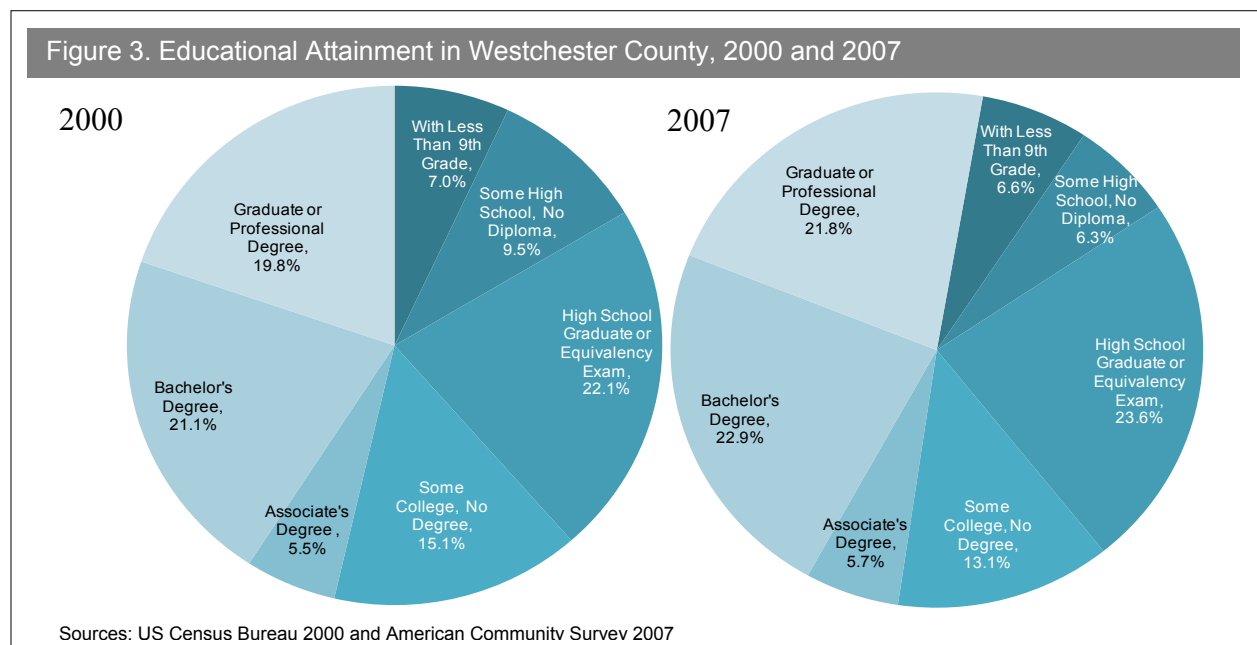 Figure 3. Educational Attainment in Westchester County, 2000 and 2007
2000
With Less
Than 9th
Grade,
7.0%
Some High
School, No
Diploma,
9.5%
High School
Graduate or
Equivalency
Exam,
22.1%
Some
College, No
Degree,
15.1%
Associate's
Degree ,
5.5%
Bachelor's
Degree,
21.1%
Graduate or
Professional
Degree,
19.8%
2007
With Less
Than 9th
Grade,
6.6%
Some High
School, No
Diploma,
6.3%
High School
Graduate or
Equivalency
Exam,
23.6%
Some
College, No
Degree,
13.1%
Associate's
Degree,
5.7%
Bachelor's
Degree,
22.9%
Graduate or
Professional
Degree,
21.8%
Sources: US Census Bureau 2000 and American Community Survey 2007